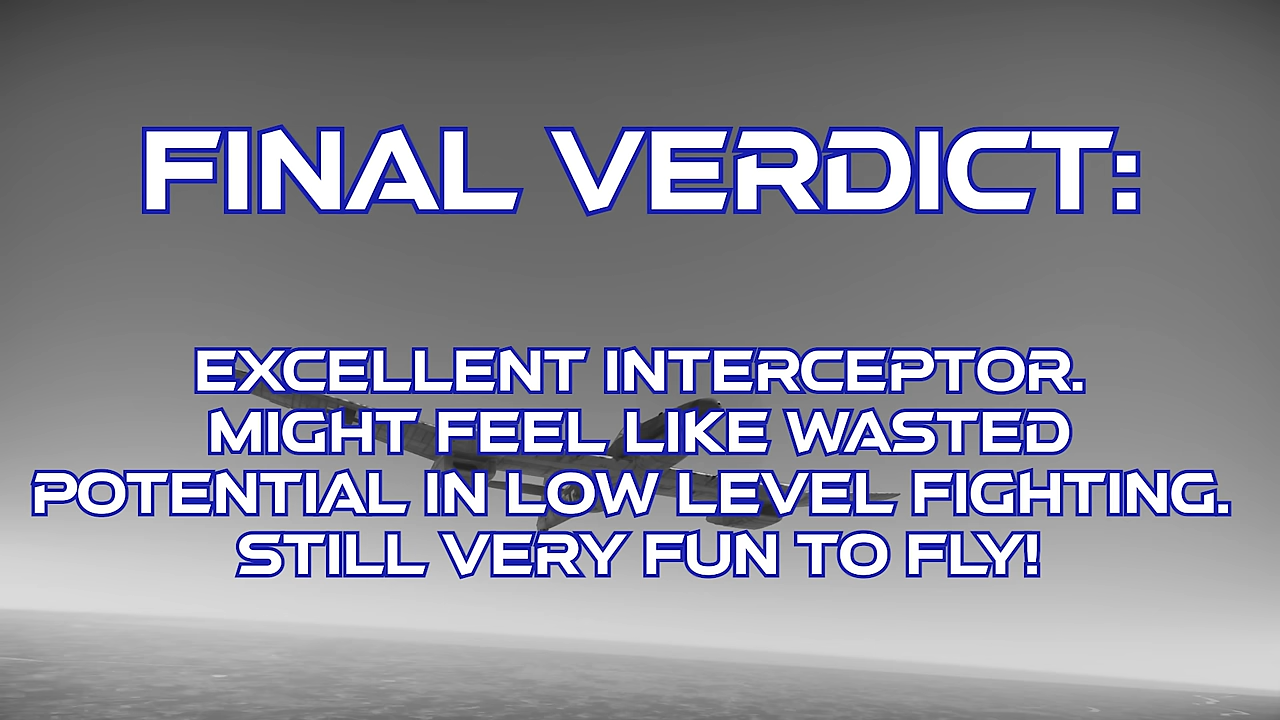 FINAL VERDICT:
EXCELLENT INTERCEPTOR.
MIGHT FEEL LIKE WASTED
POTENTIAL IN LOW LEVEL FIGHTING.
STILL VERY FUN TO FLY!